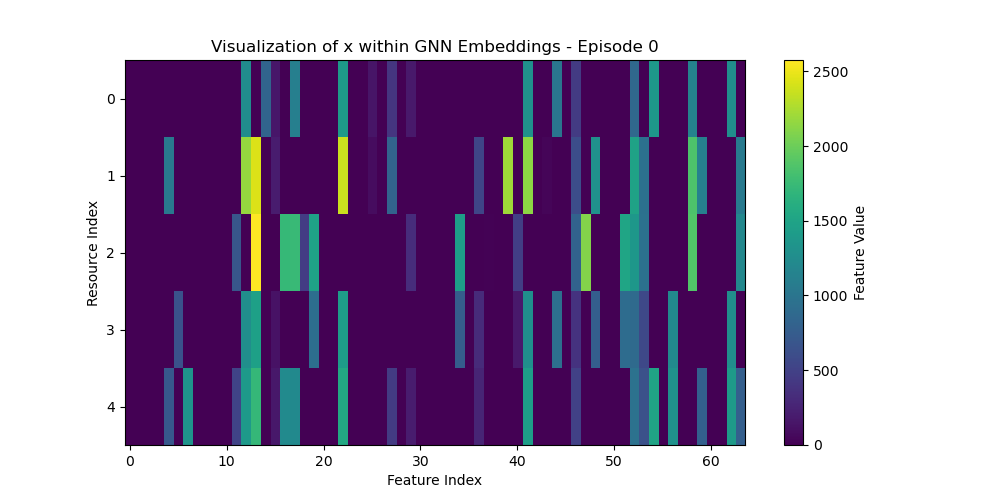 Visualization of x within GNN Embeddings - Episode 0
Resource Index
0
1
2
3
4
0 10 20 30 40 50 60
Feature Index
2500
2000
1500
1000
500
0
Feature Value